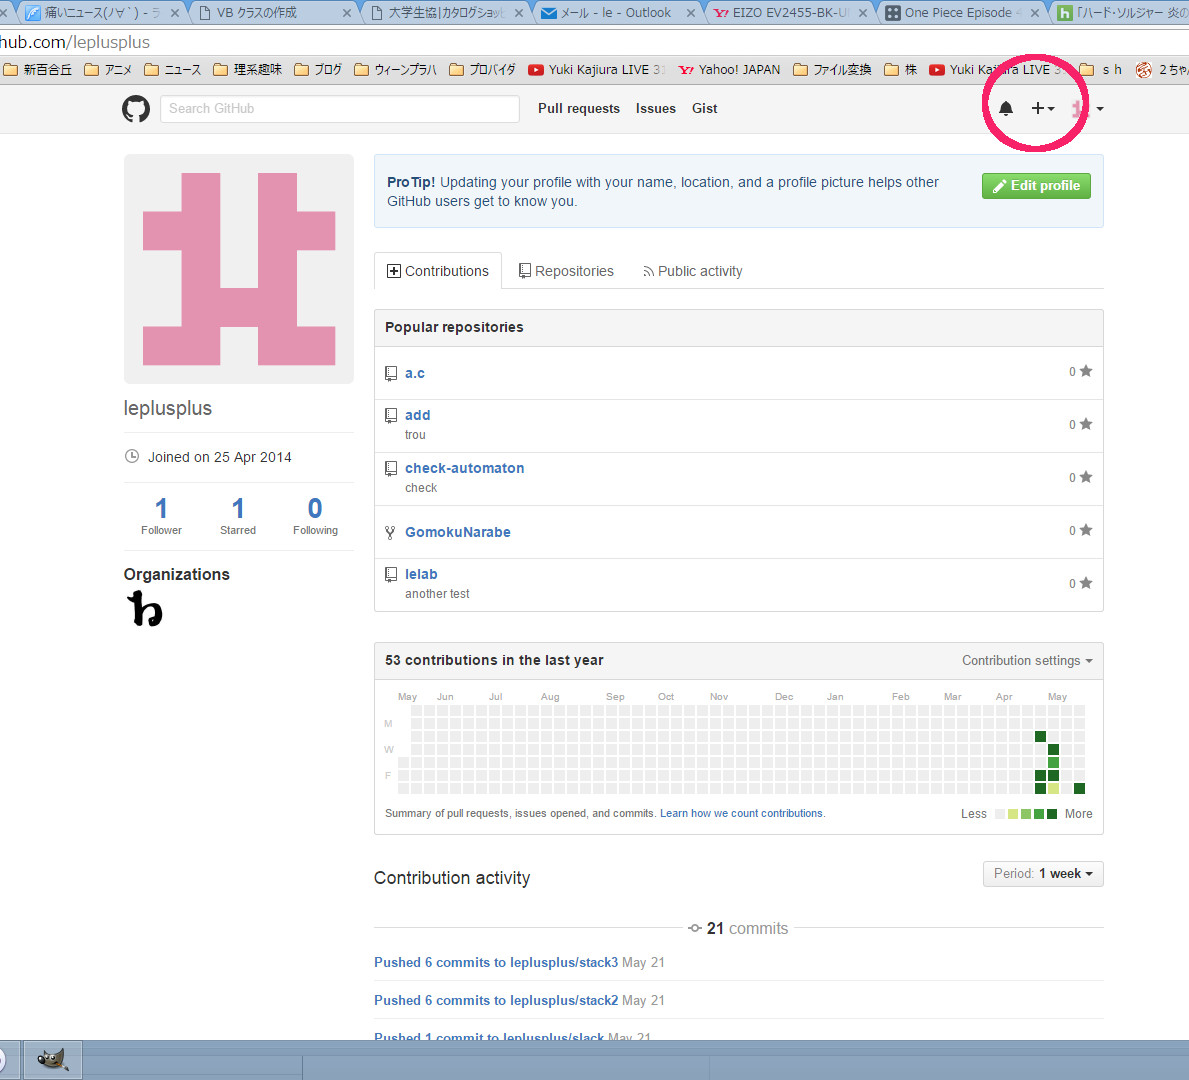 痛いニュース(ノ∀`) - ラ
VB クラスの作成
大学生協|カタログショッピ
メール - le - Outlook
EIZO EV2455-BK-U
One Piece Episode 4
「ハード・ソルジャー 炎の
hub.com/leplusplus
新百合丘
アニメ
ニュース
理系趣味
ブログ
ウィーンプラハ
プロバイダ
Yuki Kajiura LIVE 31
Yahoo! JAPAN
ファイル変換
株
Yuki Kajiura LIVE 3
s h
2ちゃん
Search GitHub
Pull requests
Issues
Gist
ProTip! Updating your profile with your name, location, and a profile picture helps other
GitHub users get to know you.
Edit profile
leplusplus
Joined on 25 Apr 2014
1
Follower
1
Starred
0
Following
Organizations
Contributions
Repositories
Public activity
Popular repositories
a.c
0
add
trou
0
check-automaton
check
0
GomokuNarabe
0
lelab
another test
0
53 contributions in the last year
Contribution settings
May Jun Jul Aug Sep Oct Nov Dec Jan Feb Mar Apr May
M
W
F
Summary of pull requests, issues opened, and commits. Learn how we count contributions.
Less
More
Contribution activity
Period: 1 week
21 commits
Pushed 6 commits to leplusplus/stack3 May 21
Pushed 6 commits to leplusplus/stack2 May 21
Pushed 1 commit to leplusplus/slack May 21